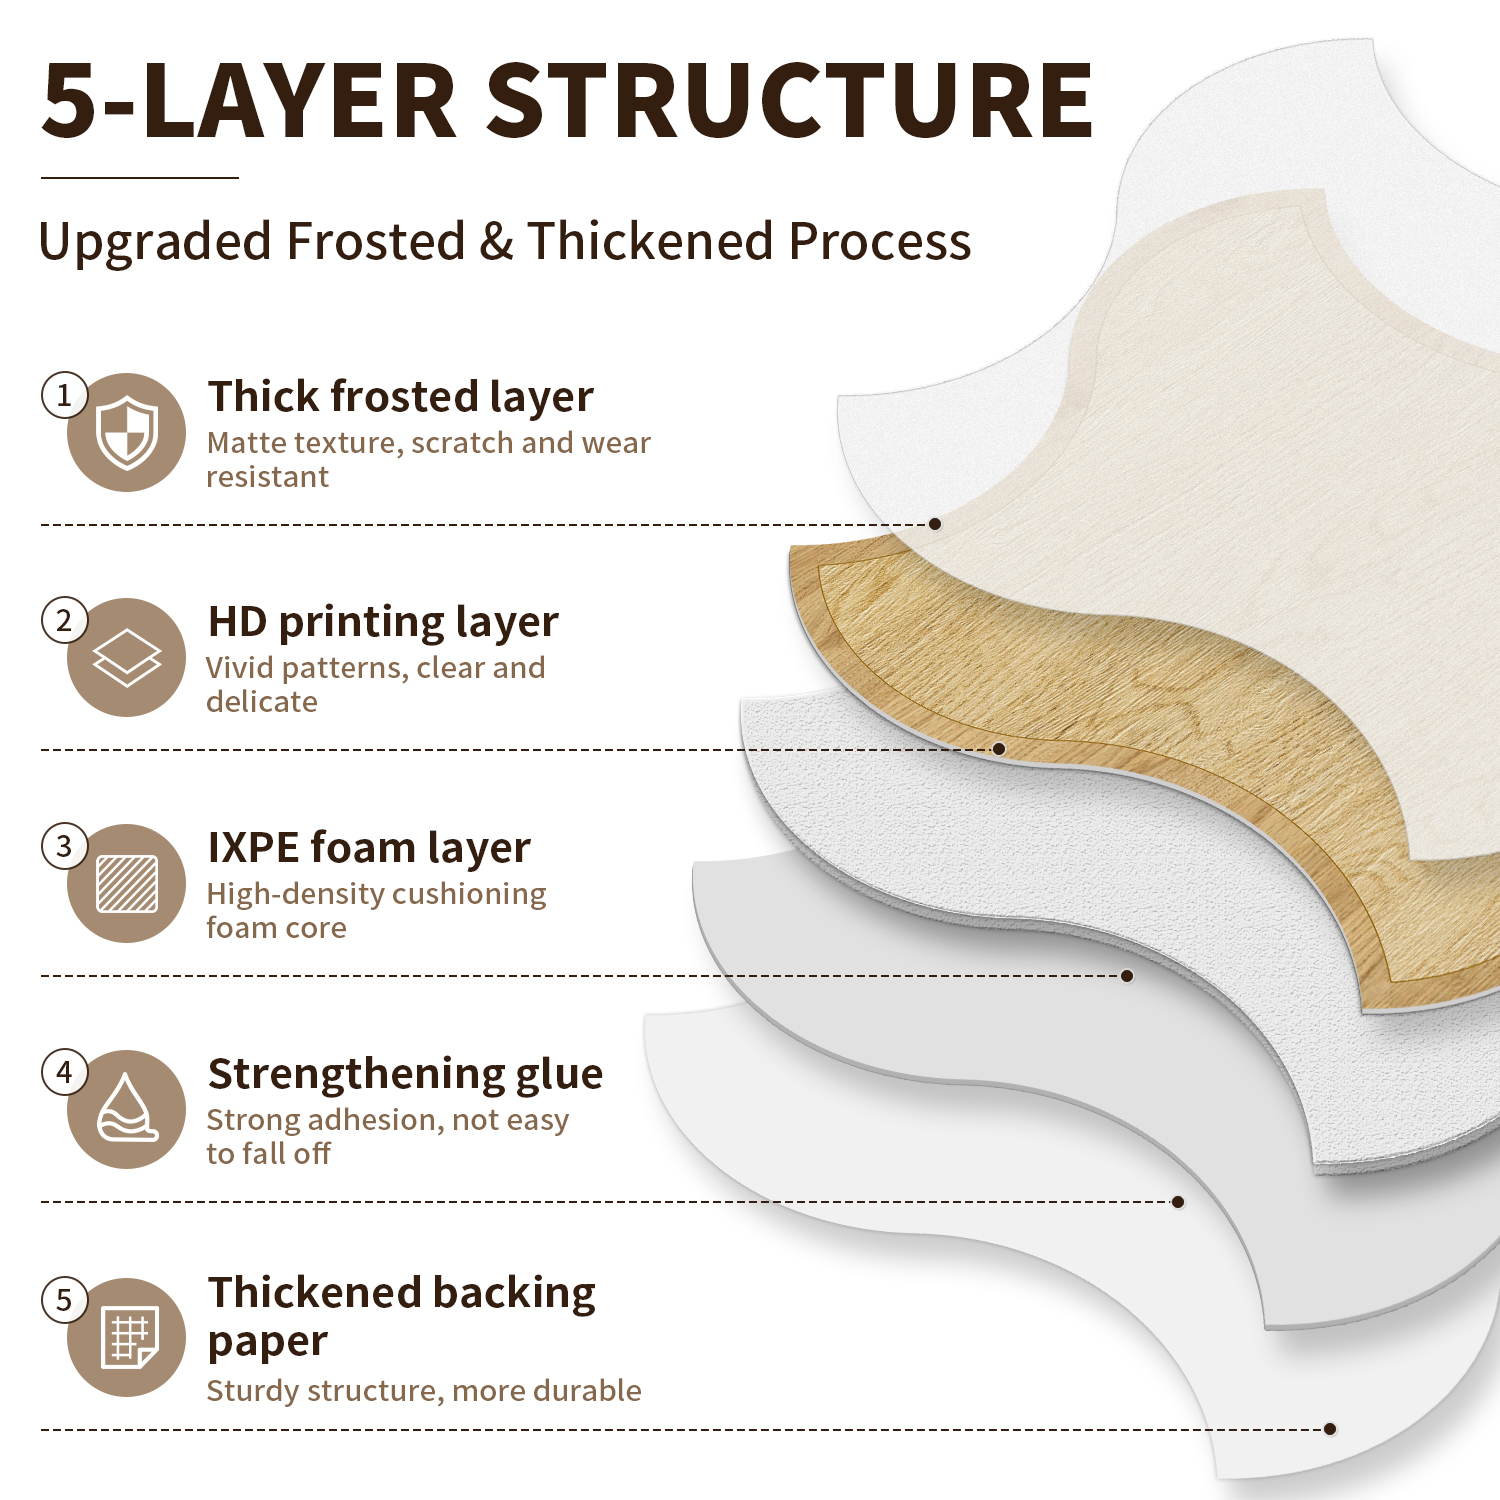 5-LAYER STRUCTURE
Upgraded Frosted & Thickened Process
1
Thick frosted layer
Matte texture, scratch and wear
resistant
2
HD printing layer
Vivid patterns, clear and
delicate
3
IXPE foam layer
High-density cushioning
foam core
4
Strengthening glue
Strong adhesion, not easy
to fall off
5
Thickened backing
paper
Sturdy structure, more durable